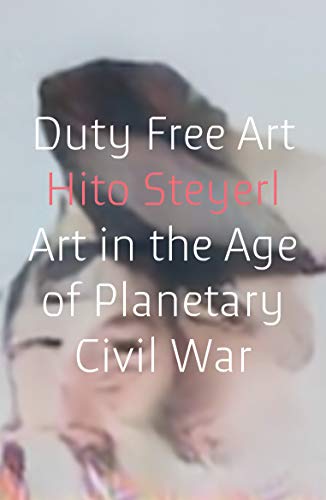 Duty Free Art
Hito Steyerl
Art in the Age
of Planetary
Civil War